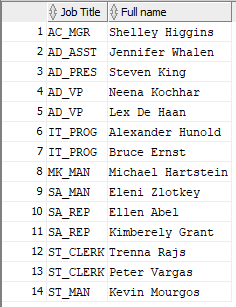 Job Title Full name
1 AC_MGR Shelley Higgins
2 AD_ASST Jennifer Whalen
3 AD_PRES Steven King
4 AD_VP Neena Kochhar
5 AD_VP Lex De Haan
6 IT_PROG Alexander Hunold
7 IT_PROG Bruce Ernst
8 MK_MAN Michael Hartstein
9 SA_MAN Eleni Zlotkey
10 SA_REP Ellen Abel
11 SA_REP Kimberely Grant
12 ST_CLERK Trenna Rajs
13 ST_CLERK Peter Vargas
14 ST_MAN Kevin Mourgos